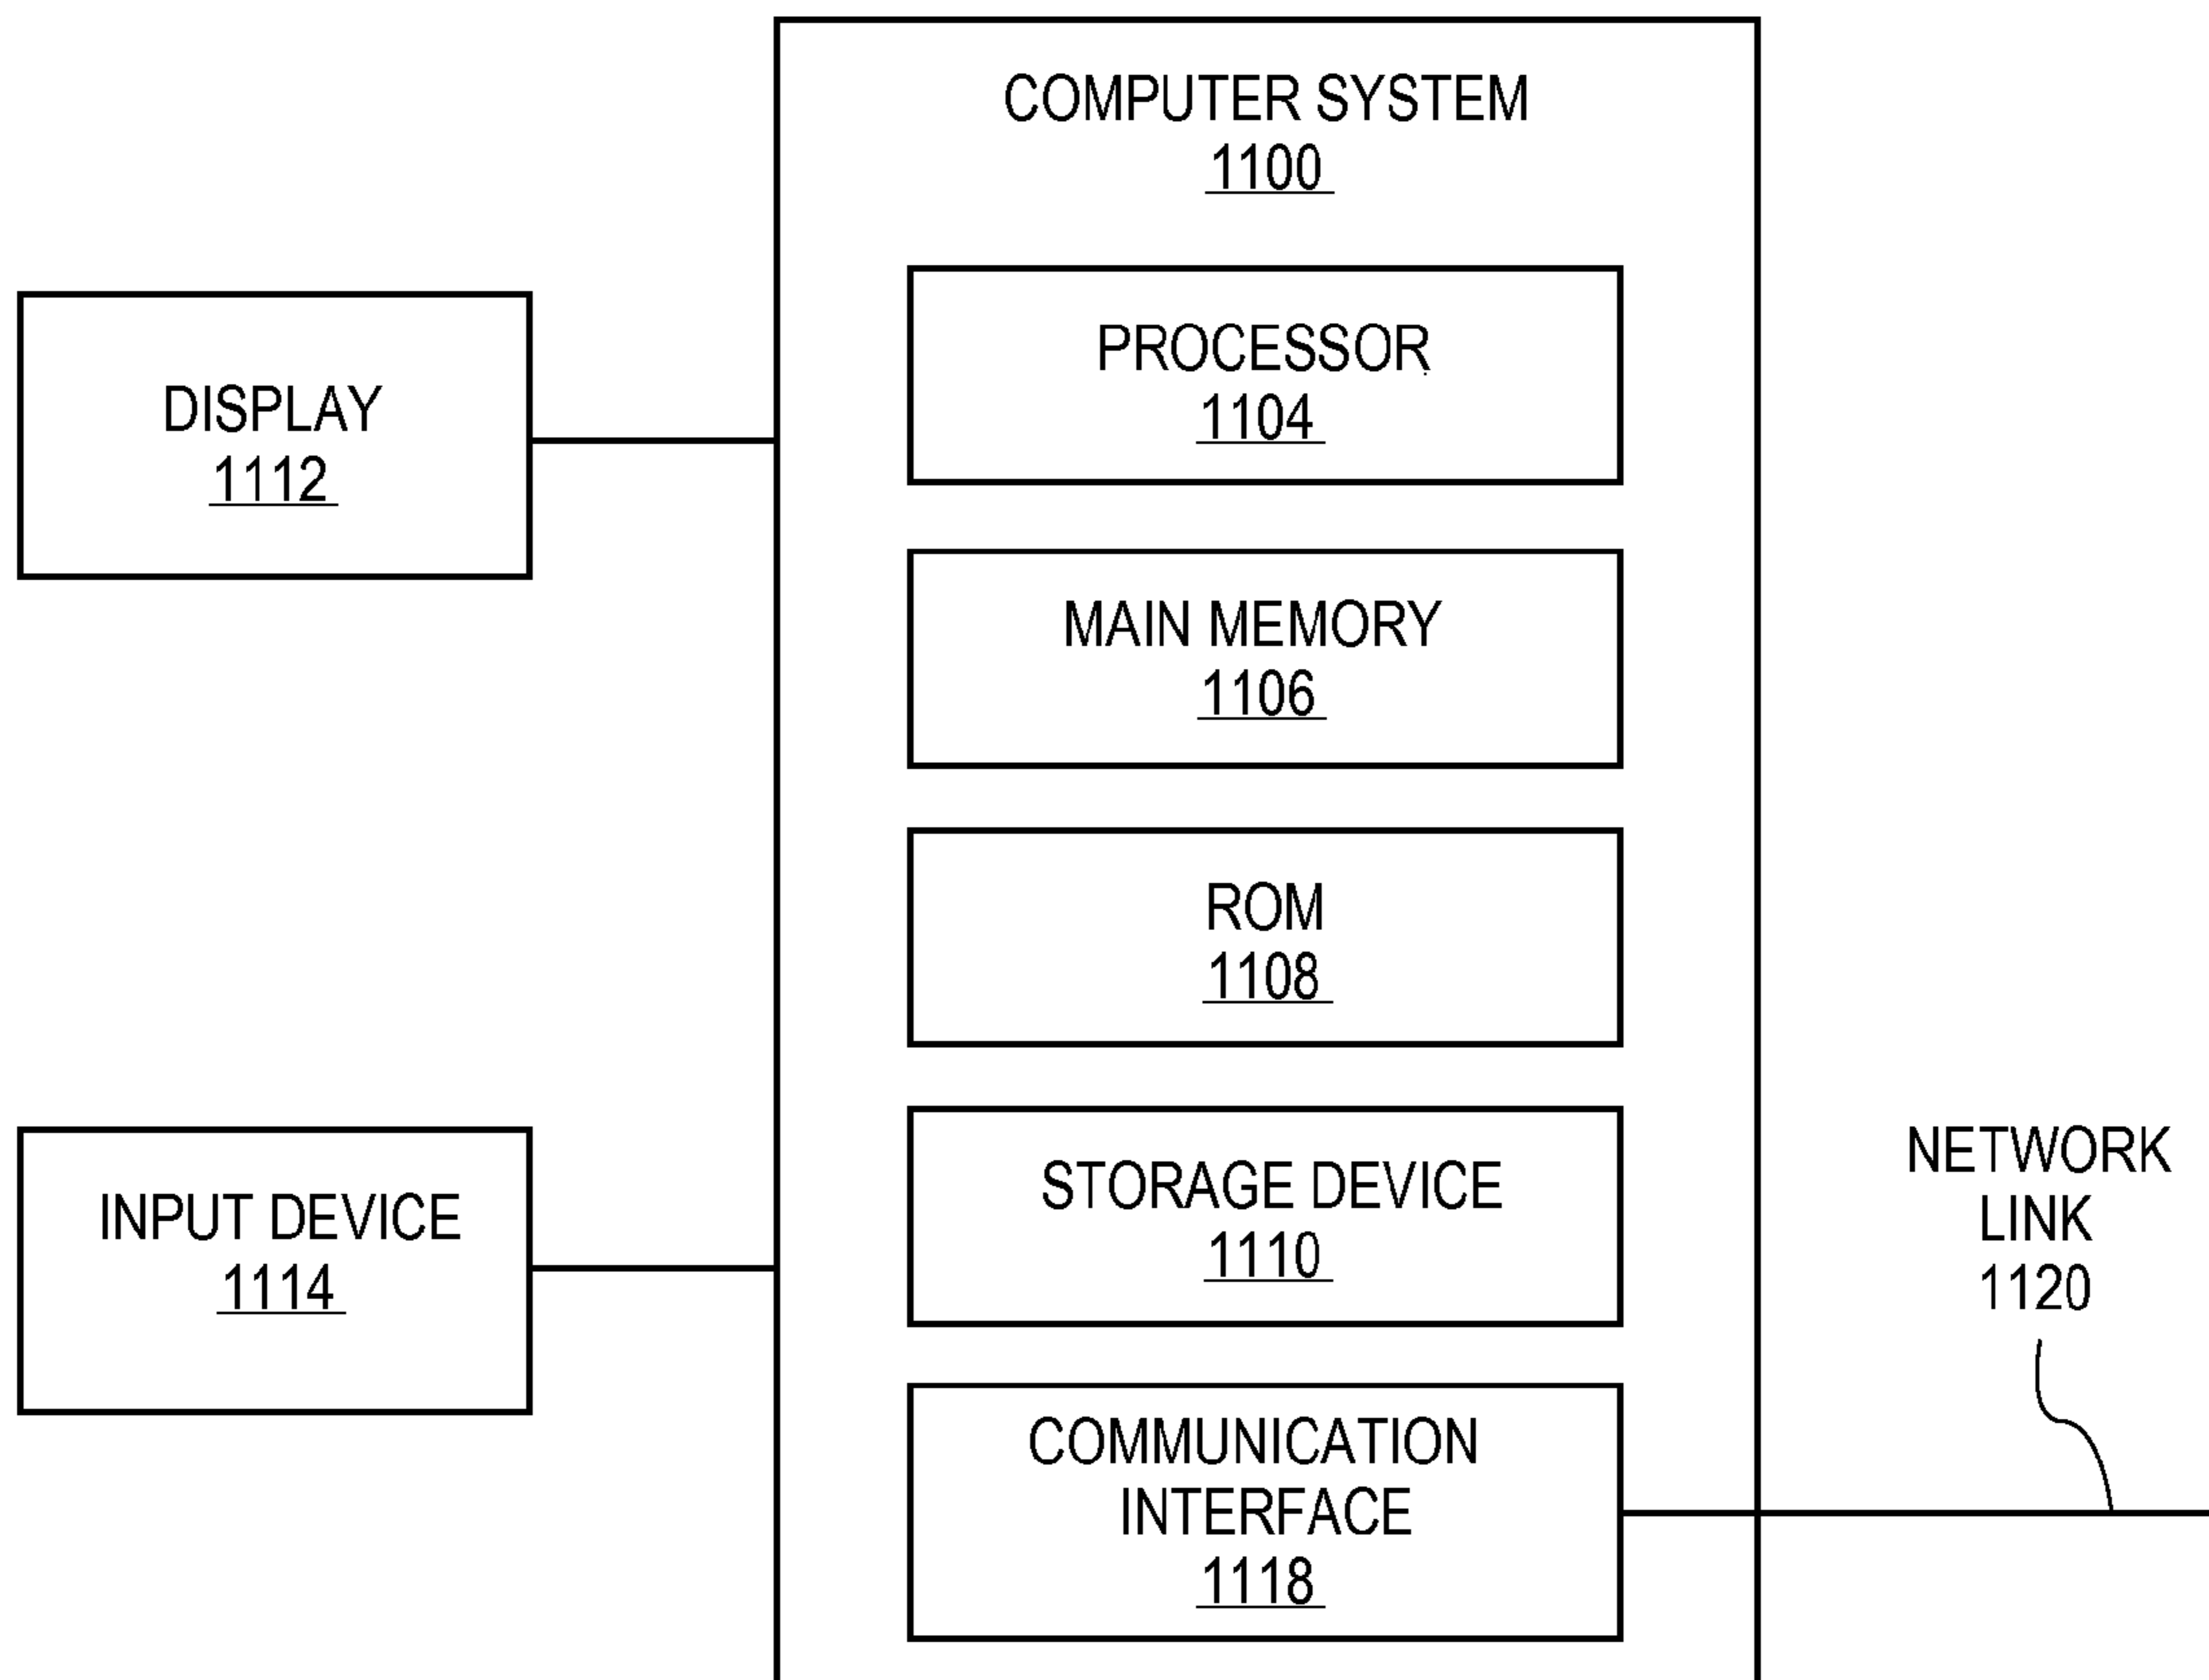 COMPUTER SYSTEM
1100
PROCESSOR
1104
DISPLAY
1112
MAIN MEMORY
1106
ROM
1108
STORAGE DEVICE
1110
INPUT DEVICE
1114
NETWORK
LINK
1120
COMMUNICATION
INTERFACE
1118